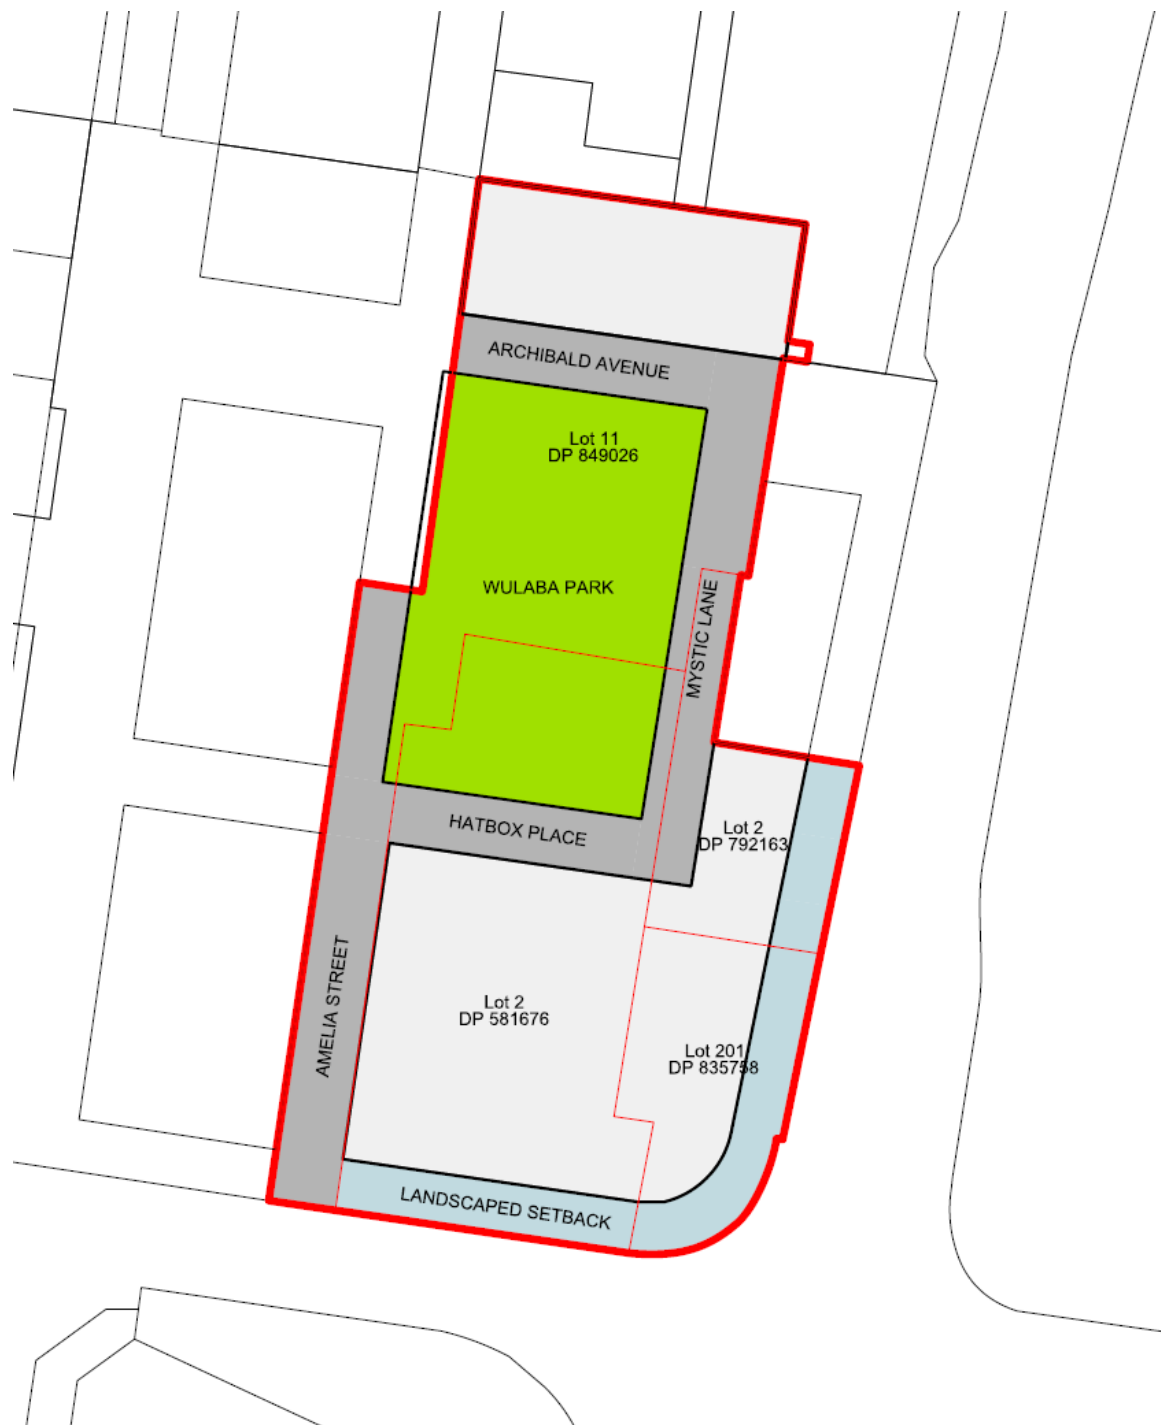 ARCHIBALD AVENUE
Lot 11
DP 849026
WULABA PARK
MYSTIC LANE
HATBOX PLACE
Lot 2
DP 792163
AMELIA STREET
Lot 2
DP 581676
Lot 201
DP 835758
LANDSCAPED SETBACK